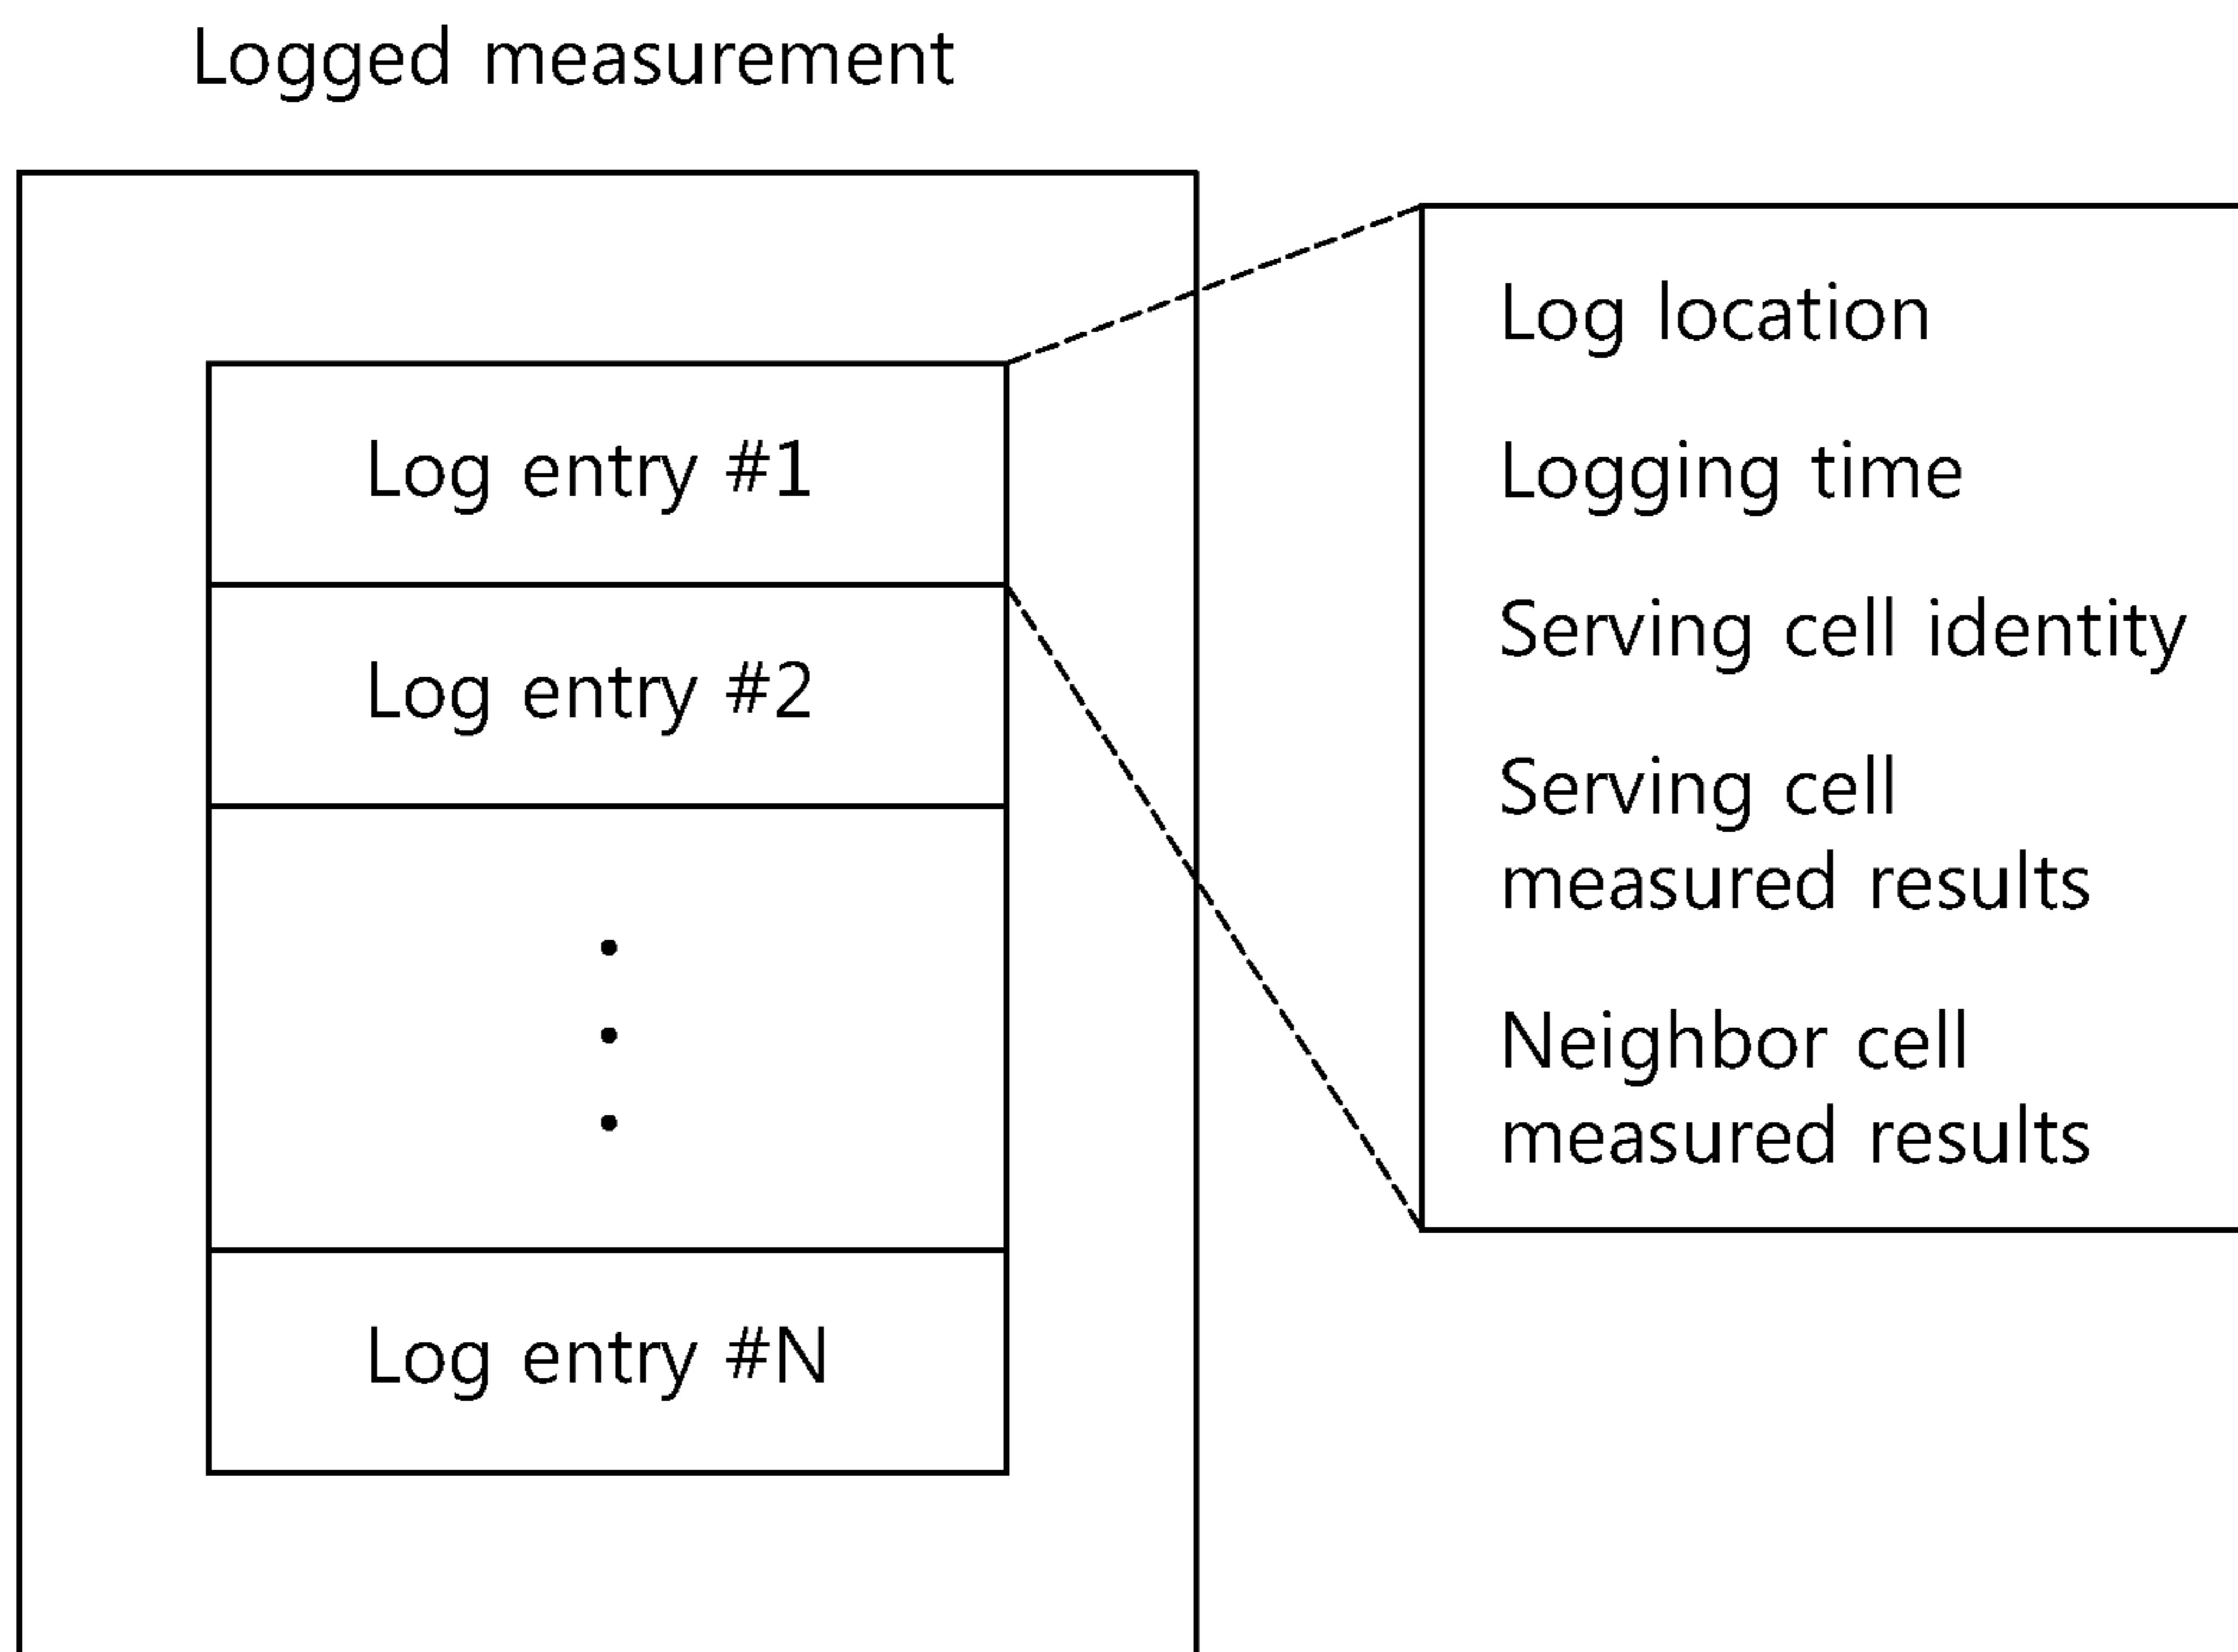 Logged measurement
Log entry #1
Log entry #2
Log entry #N
Log location
Logging time
Serving cell identity
Serving cell
measured results
Neighbor cell
measured results